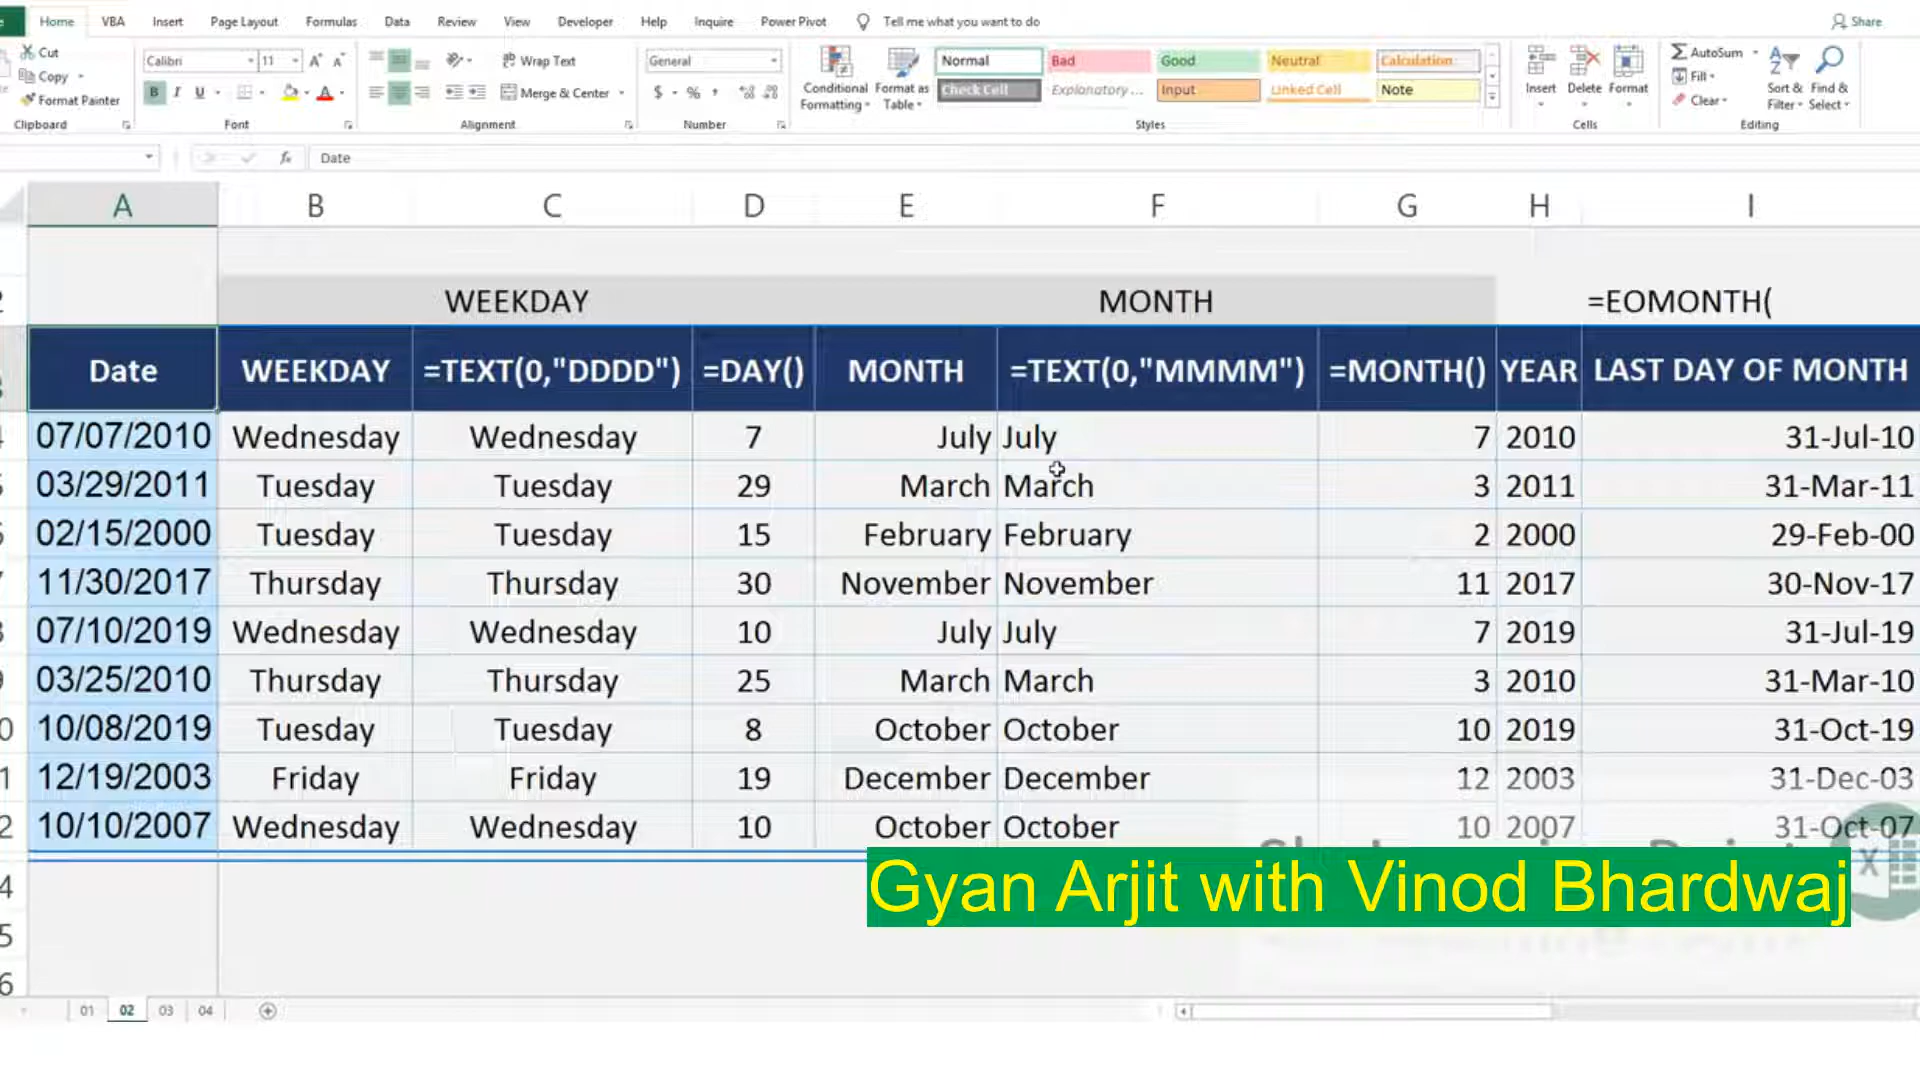 Home VBA Insert Page Layout Formulas Data Review View Developer Help Inquire Power Pivot Tell me what you want to do Share
Cut
Copy
Format Painter
Clipboard
Calibri 11
B I U
Font
Wrap Text
Merge & Center
Alignment
General
$ % ,
Number
Conditional Formatting
Format as Table
Normal Bad Good Neutral Calculation
Check Cell Explanatory ... Input Linked Cell Note
Styles
Insert Delete Format
Cells
AutoSum
Fill
Clear
Sort & Filter
Find & Select
Editing
fx Date
A B C D E F G H I
WEEKDAY MONTH =EOMONTH(
Date WEEKDAY =TEXT(0,"DDDD") =DAY() MONTH =TEXT(0,"MMMM") =MONTH() YEAR LAST DAY OF MONTH
07/07/2010 Wednesday Wednesday 7 July July 7 2010 31-Jul-10
03/29/2011 Tuesday Tuesday 29 March March 3 2011 31-Mar-11
02/15/2000 Tuesday Tuesday 15 February February 2 2000 29-Feb-00
11/30/2017 Thursday Thursday 30 November November 11 2017 30-Nov-17
07/10/2019 Wednesday Wednesday 10 July July 7 2019 31-Jul-19
03/25/2010 Thursday Thursday 25 March March 3 2010 31-Mar-10
10/08/2019 Tuesday Tuesday 8 October October 10 2019 31-Oct-19
12/19/2003 Friday Friday 19 December December 12 2003 31-Dec-03
10/10/2007 Wednesday Wednesday 10 October October 10 2007 31-Oct-07
Gyan Arjit with Vinod Bhardwaj
01 02 03 04